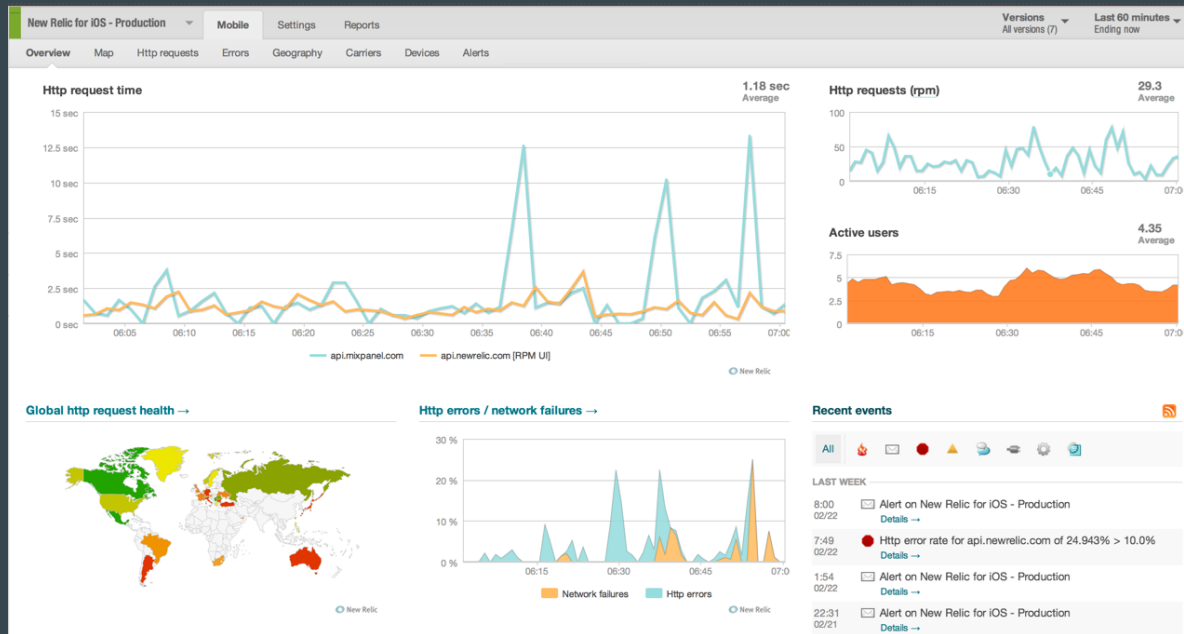 New Relic for iOS - Production
Mobile
Settings
Reports
Versions
All versions (7)
Last 60 minutes
Ending now
Overview
Map
Http requests
Errors
Geography
Carriers
Devices
Alerts
Http request time
1.18 sec
Average
15 sec
12.5 sec
10 sec
7.5 sec
5 sec
2.5 sec
0 sec
06:05
06:10
06:15
06:20
06:25
06:30
06:35
06:40
06:45
06:50
06:55
07:00
api.mixpanel.com
api.newrelic.com [RPM UI]
New Relic
Http requests (rpm)
29.3
Average
100
50
0
06:15
06:30
06:45
07:0
Active users
4.35
Average
7.5
5
2.5
0
06:15
06:30
06:45
07:0
Global http request health →
New Relic
Http errors / network failures →
30 %
20 %
10 %
0 %
06:15
06:30
06:45
07:0
Network failures
Http errors
New Relic
Recent events
All
LAST WEEK
8:00
02/22
Alert on New Relic for iOS - Production
Details →
7:49
02/22
Http error rate for api.newrelic.com of 24.943% > 10.0%
Details →
1:54
02/22
Alert on New Relic for iOS - Production
Details →
22:31
02/21
Alert on New Relic for iOS - Production
Details →